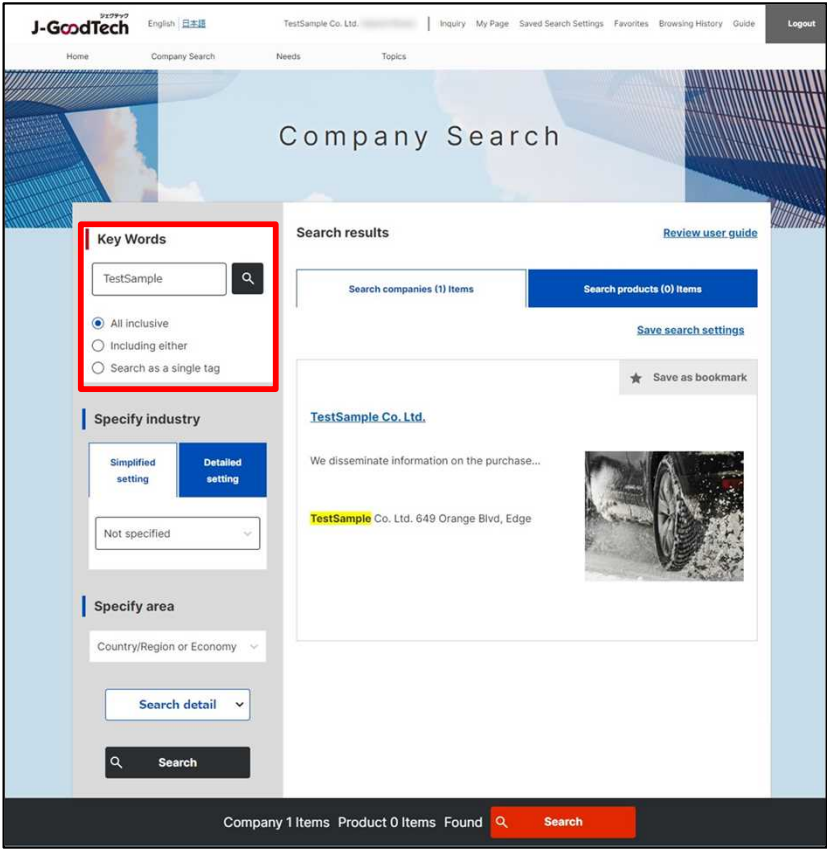 ジェグテック
J-GoodTech
English 日本語
TestSample Co. Ltd.
Inquiry My Page Saved Search Settings Favorites Browsing History Guide Logout
Home Company Search Needs Topics
Company Search
Key Words
TestSample
All inclusive
Including either
Search as a single tag
Specify industry
Simplified setting
Detailed setting
Not specified
Specify area
Country/Region or Economy
Search detail
Search
Search results
Review user guide
Search companies (1) Items
Search products (0) Items
Save search settings
Save as bookmark
TestSample Co. Ltd.
We disseminate information on the purchase...
TestSample Co. Ltd. 649 Orange Blvd, Edge
Company 1 Items Product 0 Items Found Search